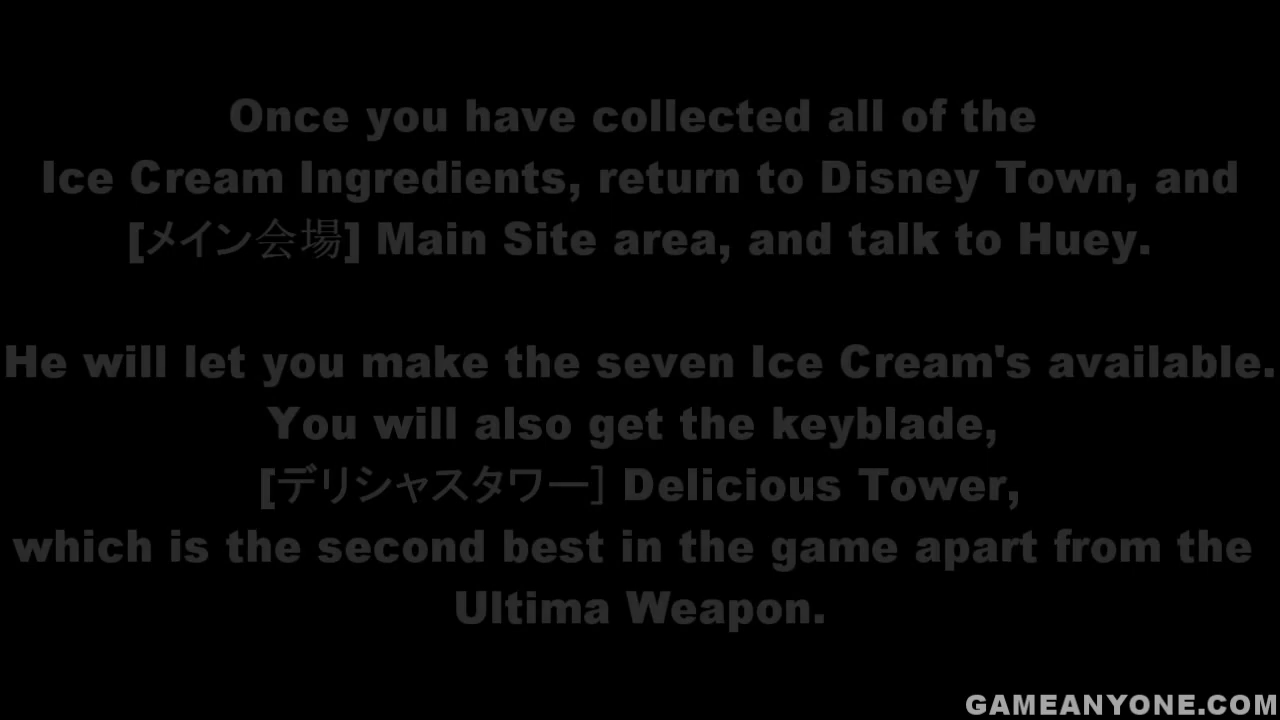 Once you have collected all of the
Ice Cream Ingredients, return to Disney Town, and
[メイン会場] Main Site area, and talk to Huey.
He will let you make the seven Ice Cream's available.
You will also get the keyblade,
[デリシャスタワー] Delicious Tower,
which is the second best in the game apart from the
Ultima Weapon.
GAMEANYONE.COM